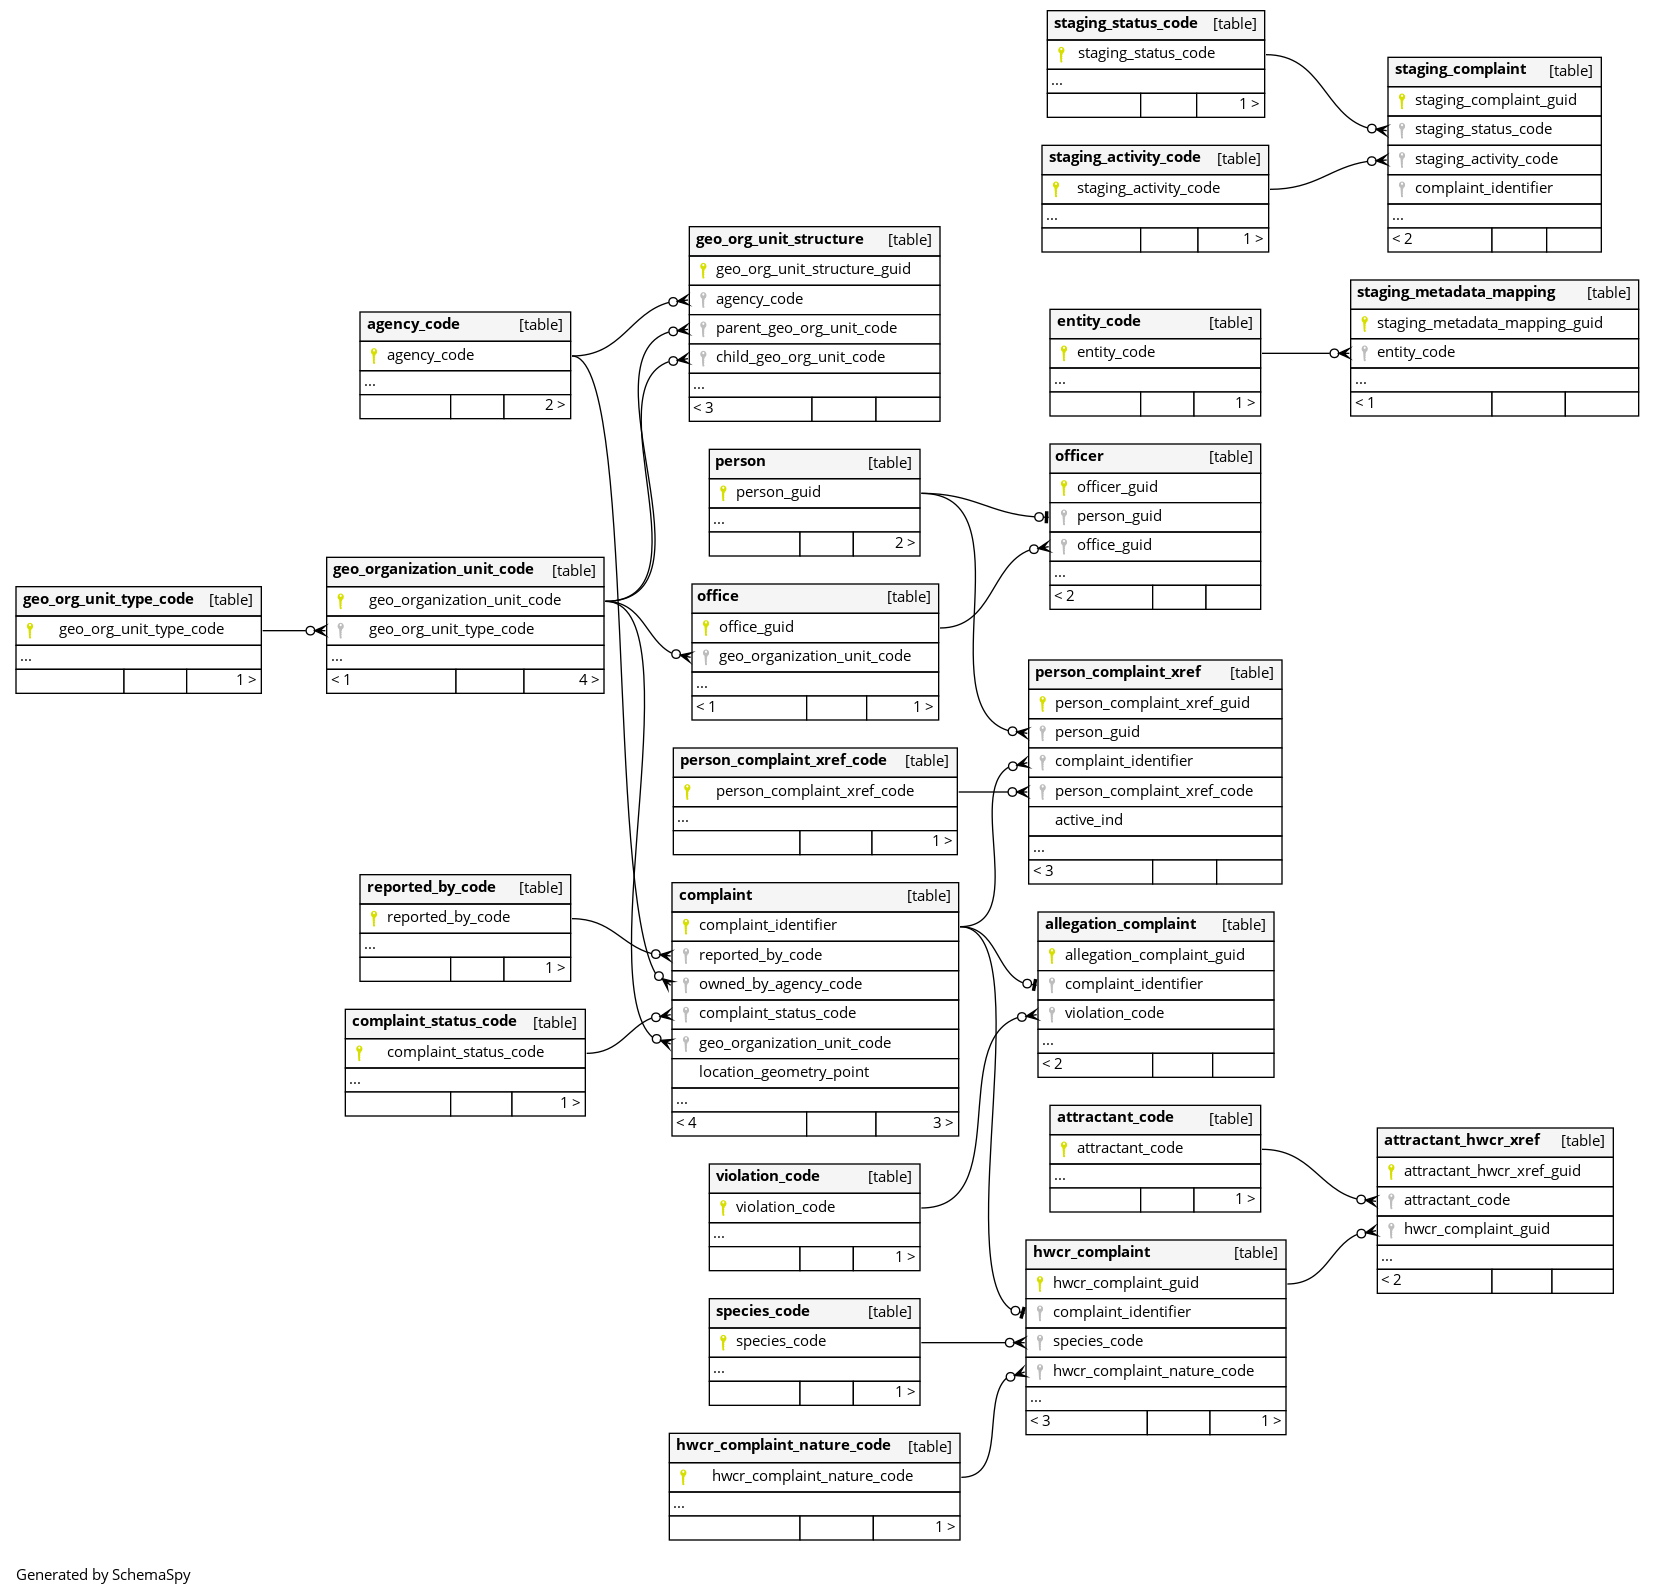 staging_status_code [table]
staging_status_code
...
1 >
staging_complaint [table]
staging_complaint_guid
staging_status_code
staging_activity_code
complaint_identifier
...
< 2
staging_activity_code [table]
staging_activity_code
...
1 >
geo_org_unit_structure [table]
geo_org_unit_structure_guid
agency_code
parent_geo_org_unit_code
child_geo_org_unit_code
...
< 3
staging_metadata_mapping [table]
staging_metadata_mapping_guid
entity_code
...
< 1
agency_code [table]
agency_code
...
2 >
entity_code [table]
entity_code
...
1 >
person [table]
person_guid
...
2 >
officer [table]
officer_guid
person_guid
office_guid
...
< 2
geo_org_unit_type_code [table]
geo_org_unit_type_code
...
1 >
geo_organization_unit_code [table]
geo_organization_unit_code
geo_org_unit_type_code
...
< 1 4 >
office [table]
office_guid
geo_organization_unit_code
...
< 1 1 >
person_complaint_xref [table]
person_complaint_xref_guid
person_guid
complaint_identifier
person_complaint_xref_code
active_ind
...
< 3
person_complaint_xref_code [table]
person_complaint_xref_code
...
1 >
reported_by_code [table]
reported_by_code
...
1 >
complaint [table]
complaint_identifier
reported_by_code
owned_by_agency_code
complaint_status_code
geo_organization_unit_code
location_geometry_point
...
< 4 3 >
allegation_complaint [table]
allegation_complaint_guid
complaint_identifier
violation_code
...
< 2
complaint_status_code [table]
complaint_status_code
...
1 >
attractant_code [table]
attractant_code
...
1 >
attractant_hwcr_xref [table]
attractant_hwcr_xref_guid
attractant_code
hwcr_complaint_guid
...
< 2
violation_code [table]
violation_code
...
1 >
hwcr_complaint [table]
hwcr_complaint_guid
complaint_identifier
species_code
hwcr_complaint_nature_code
...
< 3 1 >
species_code [table]
species_code
...
1 >
hwcr_complaint_nature_code [table]
hwcr_complaint_nature_code
...
1 >
Generated by SchemaSpy